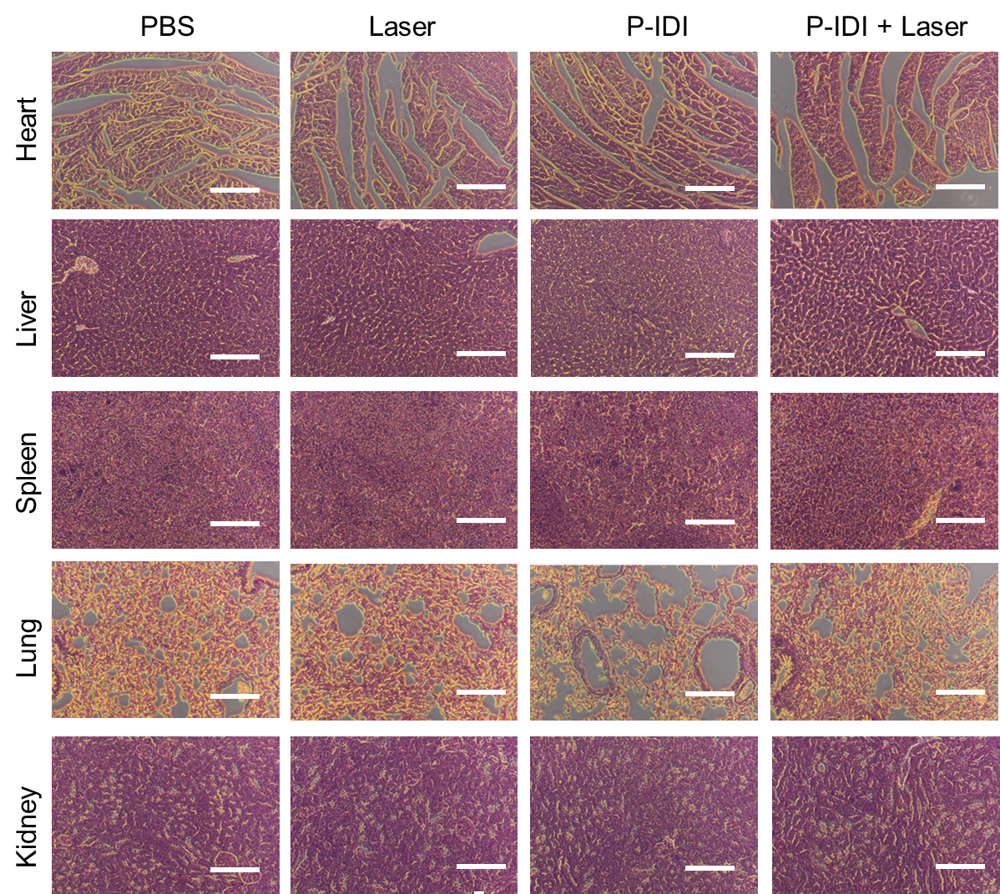 PBS Laser P-IDI P-IDI + Laser
Heart
Liver
Spleen
Lung
Kidney